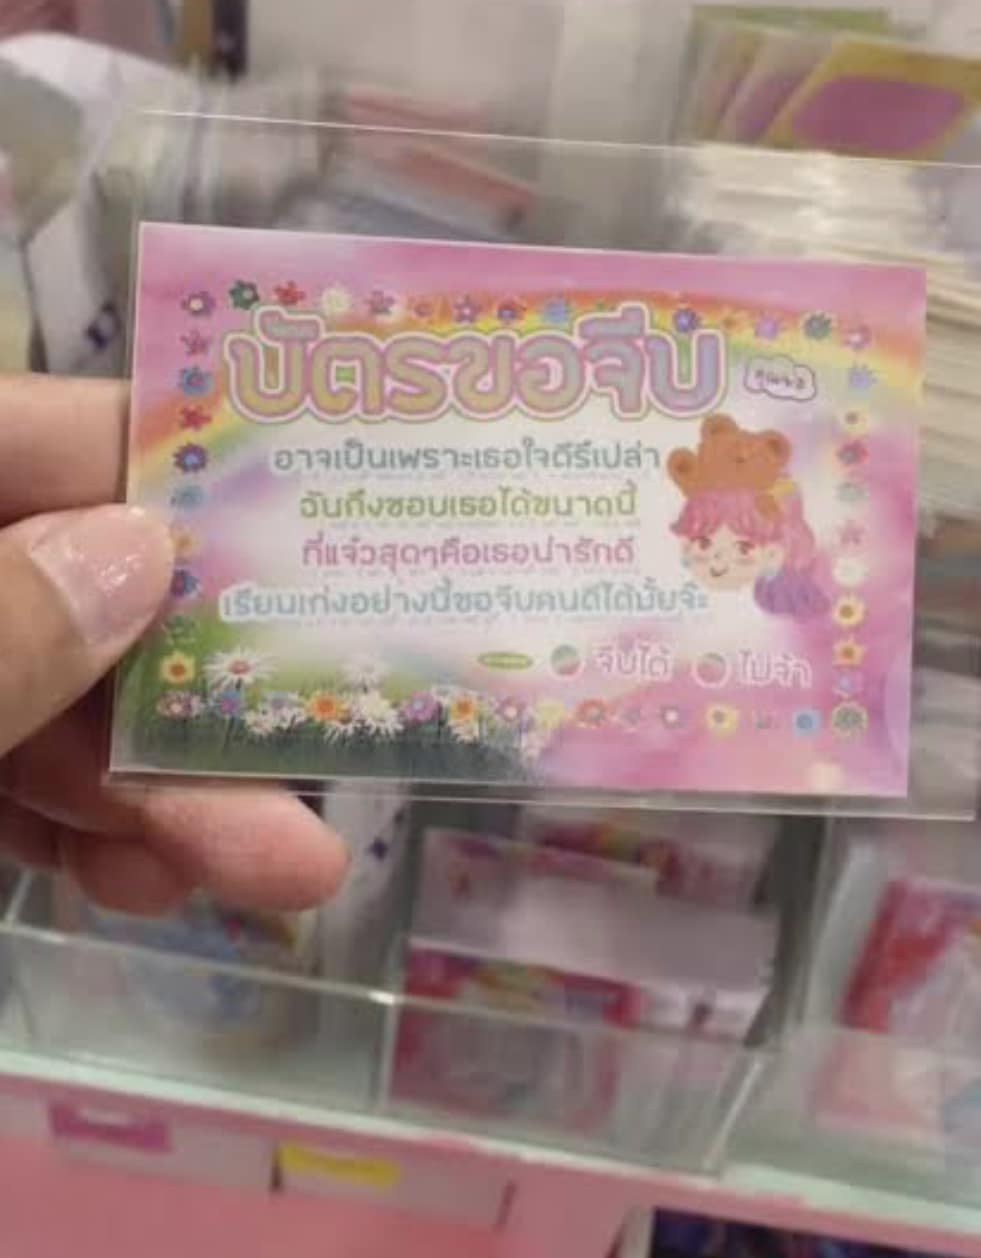 บัตรขอจีบ
อาจเป็นเพราะเธอใจดีรึเปล่า
ฉันถึงชอบเธอได้ขนาดนี้
ที่แจ๋วสุดๆคือเธอน่ารักดี
เรียนเก่งอย่างนี้ขอจีบคนดีได้มั้ยจ๊ะ
จีบได้ ไม่จ้า